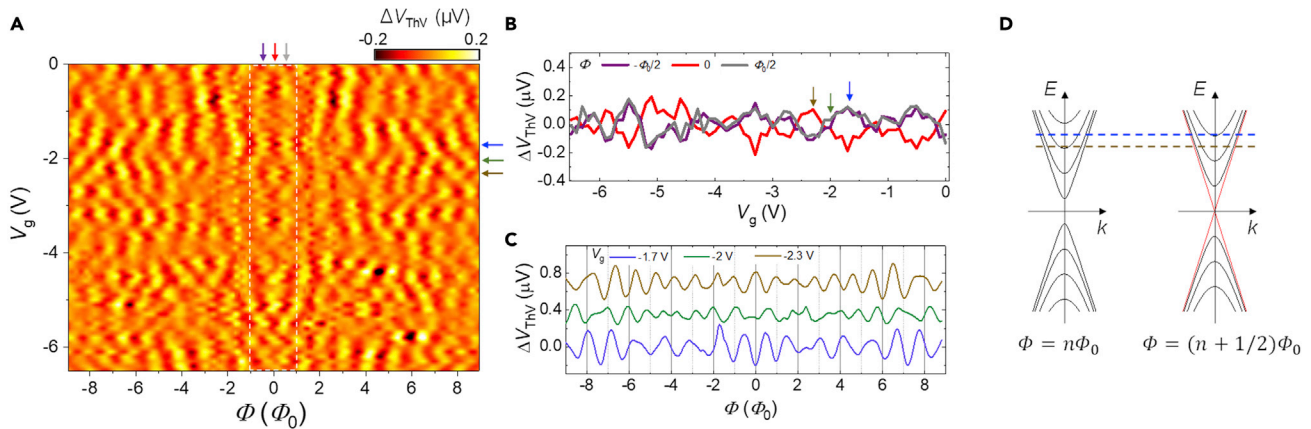 A
ΔV_ThV (μV)
-0.2 0.2
0
-2
-4
-6
V_g (V)
-8 -6 -4 -2 0 2 4 6 8
Φ (Φ_0)
B
Φ -Φ_0/2 0 Φ_0/2
0.4
0.2
0.0
-0.2
-0.4
ΔV_ThV (μV)
-6 -5 -4 -3 -2 -1 0
V_g (V)
C
V_g -1.7 V -2 V -2.3 V
0.8
0.4
0.0
ΔV_ThV (μV)
-8 -6 -4 -2 0 2 4 6 8
Φ (Φ_0)
D
E E
k k
Φ = nΦ_0 Φ = (n + 1/2)Φ_0